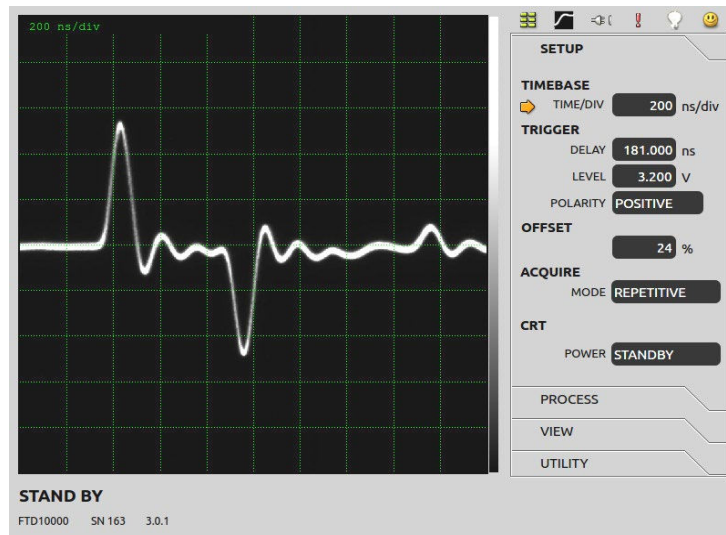 200 ns/div
SETUP
TIMEBASE
TIME/DIV 200 ns/div
TRIGGER
DELAY 181.000 ns
LEVEL 3.200 V
POLARITY POSITIVE
OFFSET
24 %
ACQUIRE
MODE REPETITIVE
CRT
POWER STANDBY
PROCESS
VIEW
UTILITY
STAND BY
FTD10000 SN 163 3.0.1